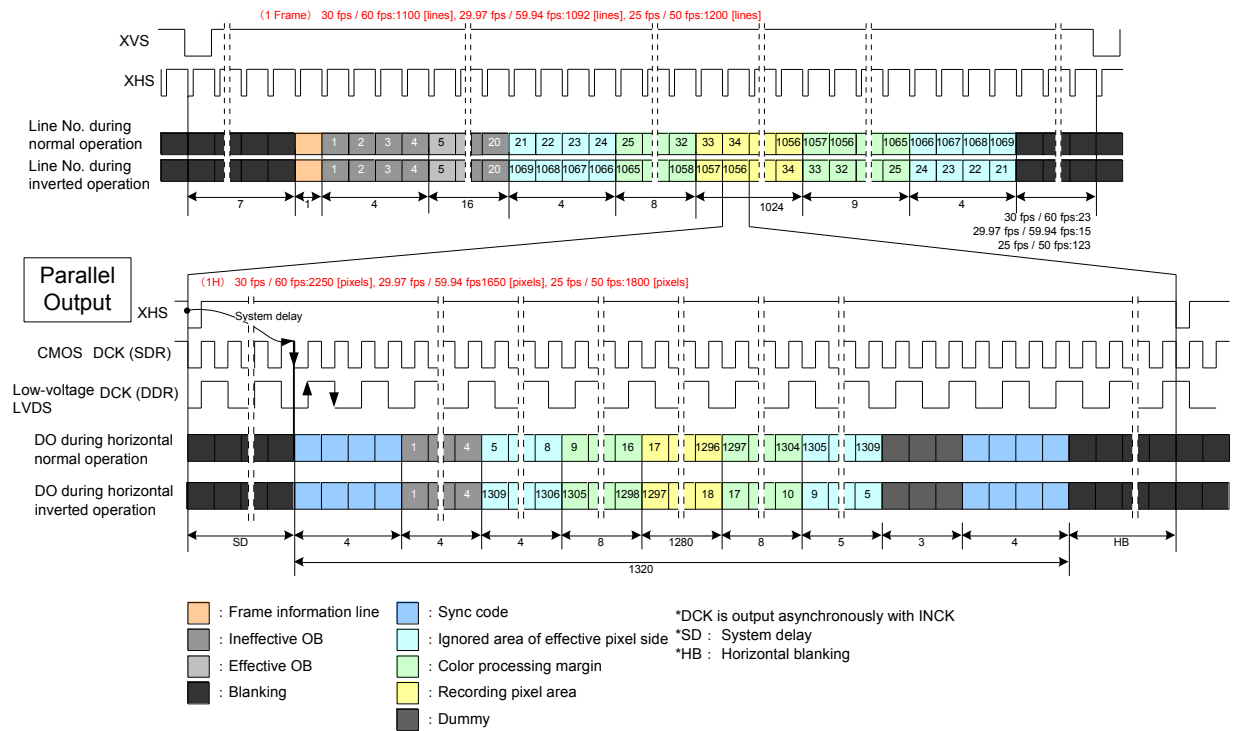 （1 Frame） 30 fps / 60 fps:1100 [lines], 29.97 fps / 59.94 fps:1092 [lines], 25 fps / 50 fps:1200 [lines]
XVS
XHS
Line No. during
normal operation
1 2 3 4 5 20 21 22 23 24 25 32 33 34 1056 1057 1056 1065 1066 1067 1068 1069
Line No. during
inverted operation
1 2 3 4 5 20 1069 1068 1067 1066 1065 1058 1057 1056 34 33 32 25 24 23 22 21
7 1 4 16 4 8 1024 9 4
30 fps / 60 fps:23
29.97 fps / 59.94 fps:15
25 fps / 50 fps:123
Parallel
Output
（1H） 30 fps / 60 fps:2250 [pixels], 29.97 fps / 59.94 fps1650 [pixels], 25 fps / 50 fps:1800 [pixels]
XHS
System delay
CMOS DCK (SDR)
Low-voltage DCK (DDR)
LVDS
DO during horizontal
normal operation
1 4 5 8 9 16 17 1296 1297 1304 1305 1309
DO during horizontal
inverted operation
1 4 1309 1306 1305 1298 1297 18 17 10 9 5
SD 4 4 4 8 1280 8 5 3 4 HB
1320
: Frame information line
: Ineffective OB
: Effective OB
: Blanking
: Sync code
: Ignored area of effective pixel side
: Color processing margin
: Recording pixel area
: Dummy
*DCK is output asynchronously with INCK
*SD : System delay
*HB : Horizontal blanking